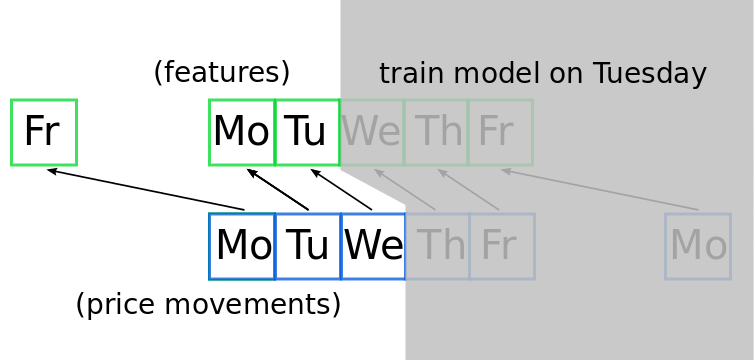 (features) train model on Tuesday
Fr Mo Tu We Th Fr
Mo Tu We Th Fr Mo
(price movements)